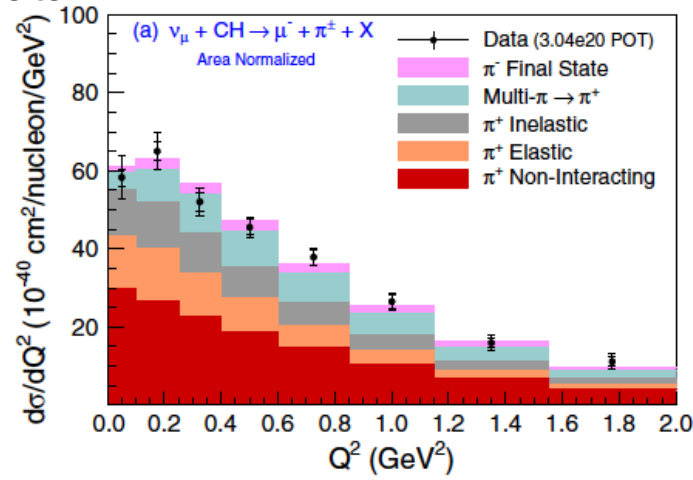 100
80
60
40
20
dσ/dQ² (10⁻⁴⁰ cm²/nucleon/GeV²)
(a) νμ + CH → μ⁻ + π± + X
Area Normalized
Data (3.04e20 POT)
π⁻ Final State
Multi-π → π⁺
π⁺ Inelastic
π⁺ Elastic
π⁺ Non-Interacting
0.0 0.2 0.4 0.6 0.8 1.0 1.2 1.4 1.6 1.8 2.0
Q² (GeV²)